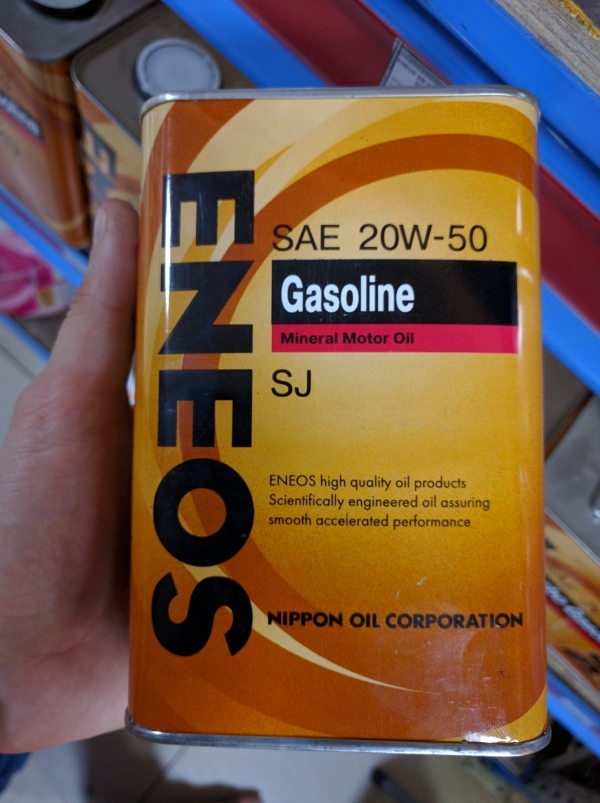 ENEOS
SAE 20W-50
Gasoline
Mineral Motor Oil
SJ
ENEOS high quality oil products
Scientifically engineered oil assuring
smooth accelerated performance
NIPPON OIL CORPORATION